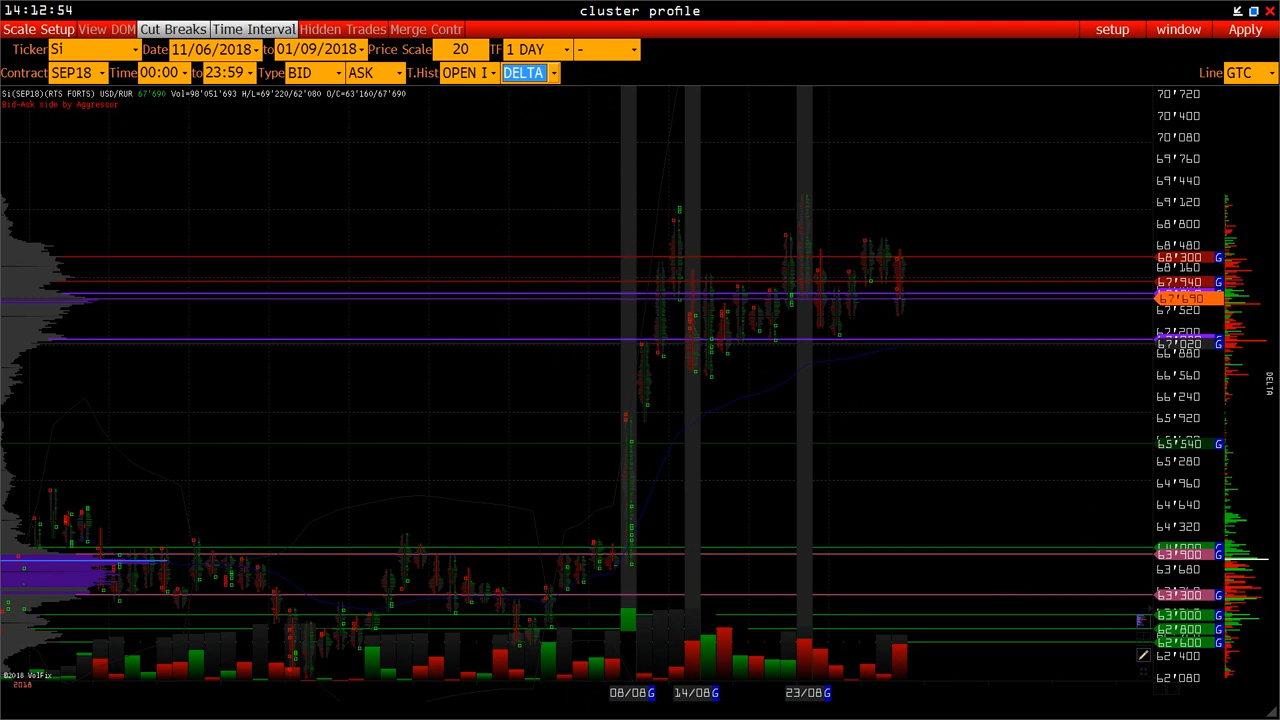 14:12:54 cluster profile
Scale Setup View DOM Cut Breaks Time Interval Hidden Trades Merge Contr setup window Apply
Ticker Si Date 11/06/2018 to 01/09/2018 Price Scale 20 TF 1 DAY -
Contract SEP18 Time 00:00 to 23:59 Type BID ASK T.Hist OPEN I DELTA Line GTC
Si(SEP18)(RTS FORTS) USD/RUR 67'690 Vol=98'051'693 H/L=69'220/62'080 O/C=63'160/67'690
Bid-Ask side by Aggressor
70'720
70'400
70'080
69'760
69'440
69'120
68'800
68'480
68'300 G
68'160
67'940 G
67'690
67'520
67'200
67'020 G
66'880
DELTA
66'560
66'240
65'920
65'540 G
65'280
64'960
64'640
64'320
G
63'900 G
63'680
63'300 G
63'000 G
62'800 G
62'600 G
62'400
62'080
©2018 VolFix
2018
08/08 G 14/08 G 23/08 G